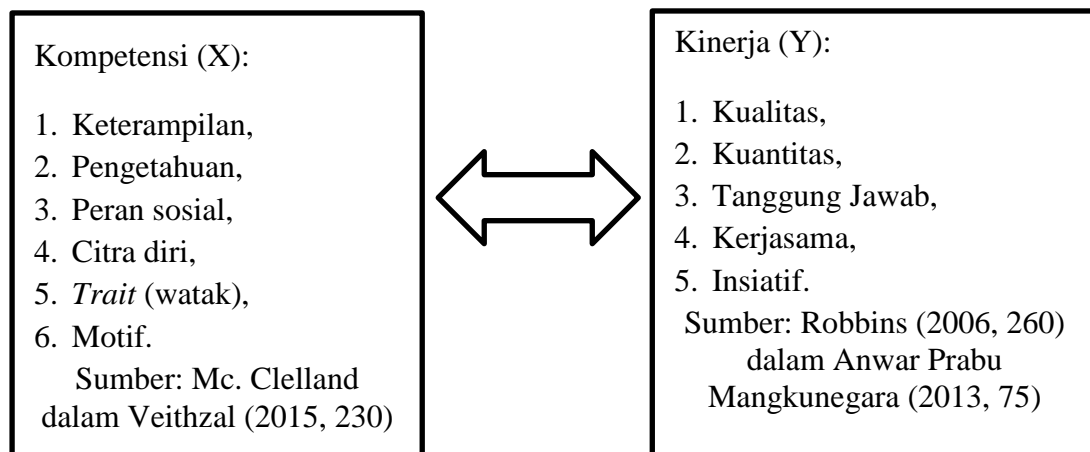 Kompetensi (X):
1. Keterampilan,
2. Pengetahuan,
3. Peran sosial,
4. Citra diri,
5. Trait (watak),
6. Motif.
Sumber: Mc. Clelland
dalam Veithzal (2015, 230)
Kinerja (Y):
1. Kualitas,
2. Kuantitas,
3. Tanggung Jawab,
4. Kerjasama,
5. Insiatif.
Sumber: Robbins (2006, 260)
dalam Anwar Prabu
Mangkunegara (2013, 75)